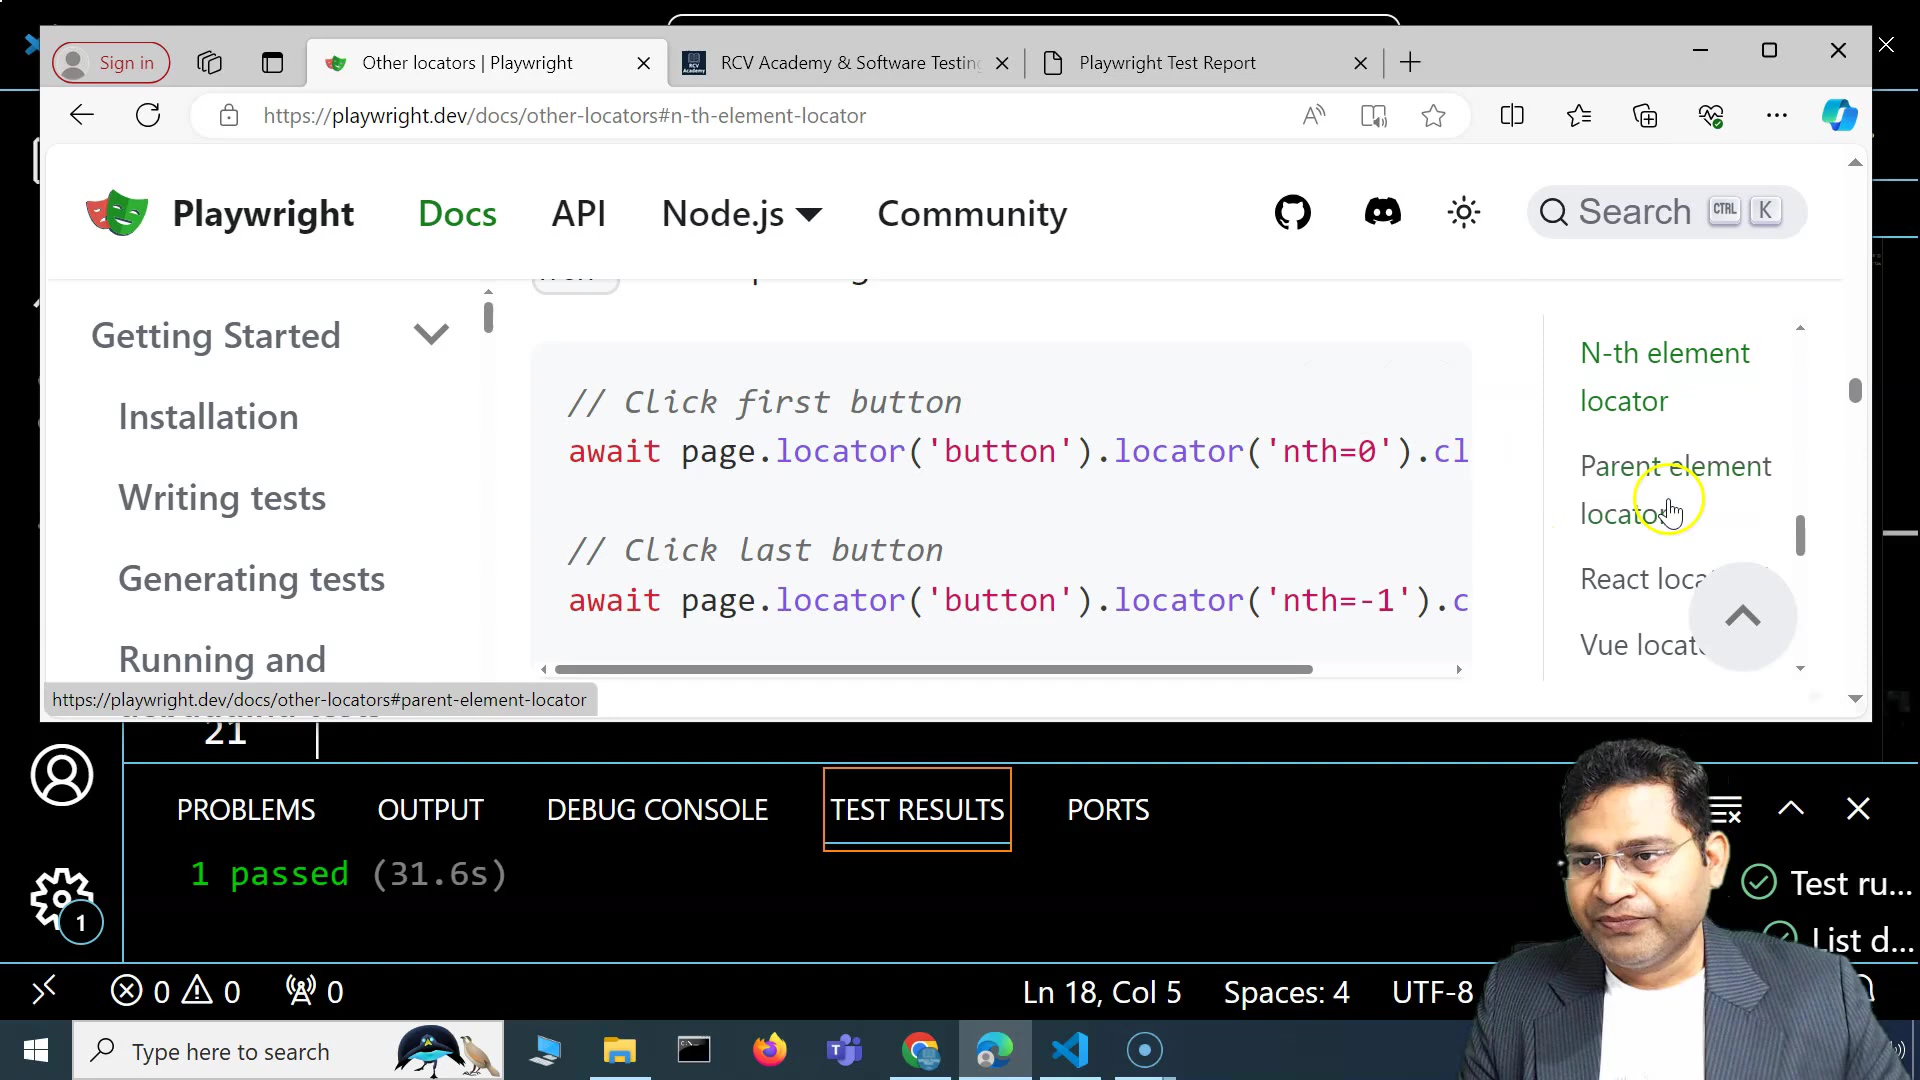 Sign in
Other locators | Playwright
RCV Academy & Software Testing
Playwright Test Report
https://playwright.dev/docs/other-locators#n-th-element-locator
Playwright
Docs
API
Node.js
Community
Search
CTRL
K
Getting Started
Installation
Writing tests
Generating tests
Running and
// Click first button
await page.locator('button').locator('nth=0').cl
// Click last button
await page.locator('button').locator('nth=-1').c
N-th element
locator
Parent element
locator
React loca
Vue locat
https://playwright.dev/docs/other-locators#parent-element-locator
21
PROBLEMS
OUTPUT
DEBUG CONSOLE
TEST RESULTS
PORTS
1 passed (31.6s)
Test ru...
List d...
1
0
0
0
Ln 18, Col 5
Spaces: 4
UTF-8
Type here to search